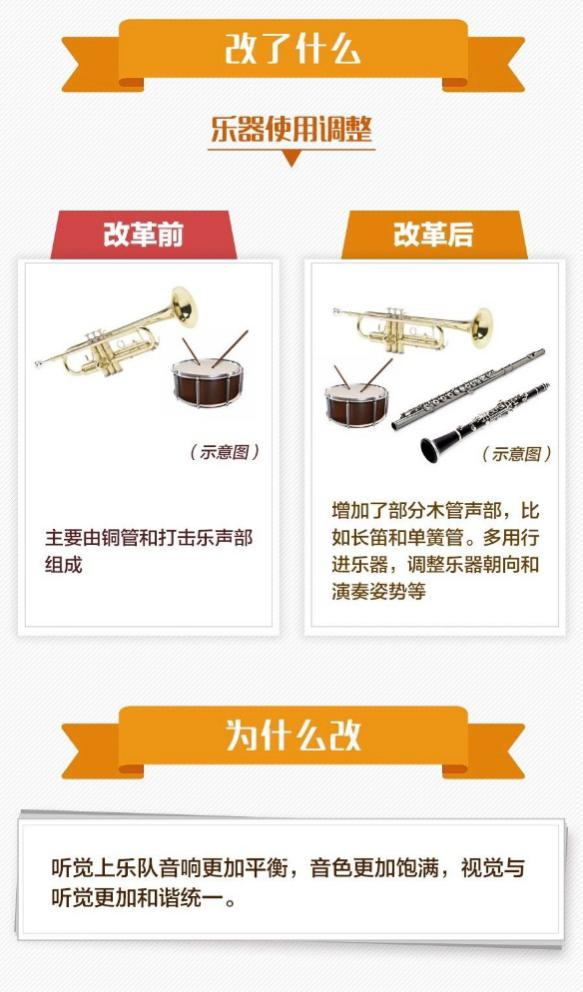 改了什么
乐器使用调整
改革前
（示意图）
主要由铜管和打击乐声部
组成
改革后
（示意图）
增加了部分木管声部，比
如长笛和单簧管。多用行
进乐器，调整乐器朝向和
演奏姿势等
为什么改
听觉上乐队音响更加平衡，音色更加饱满，视觉与
听觉更加和谐统一。